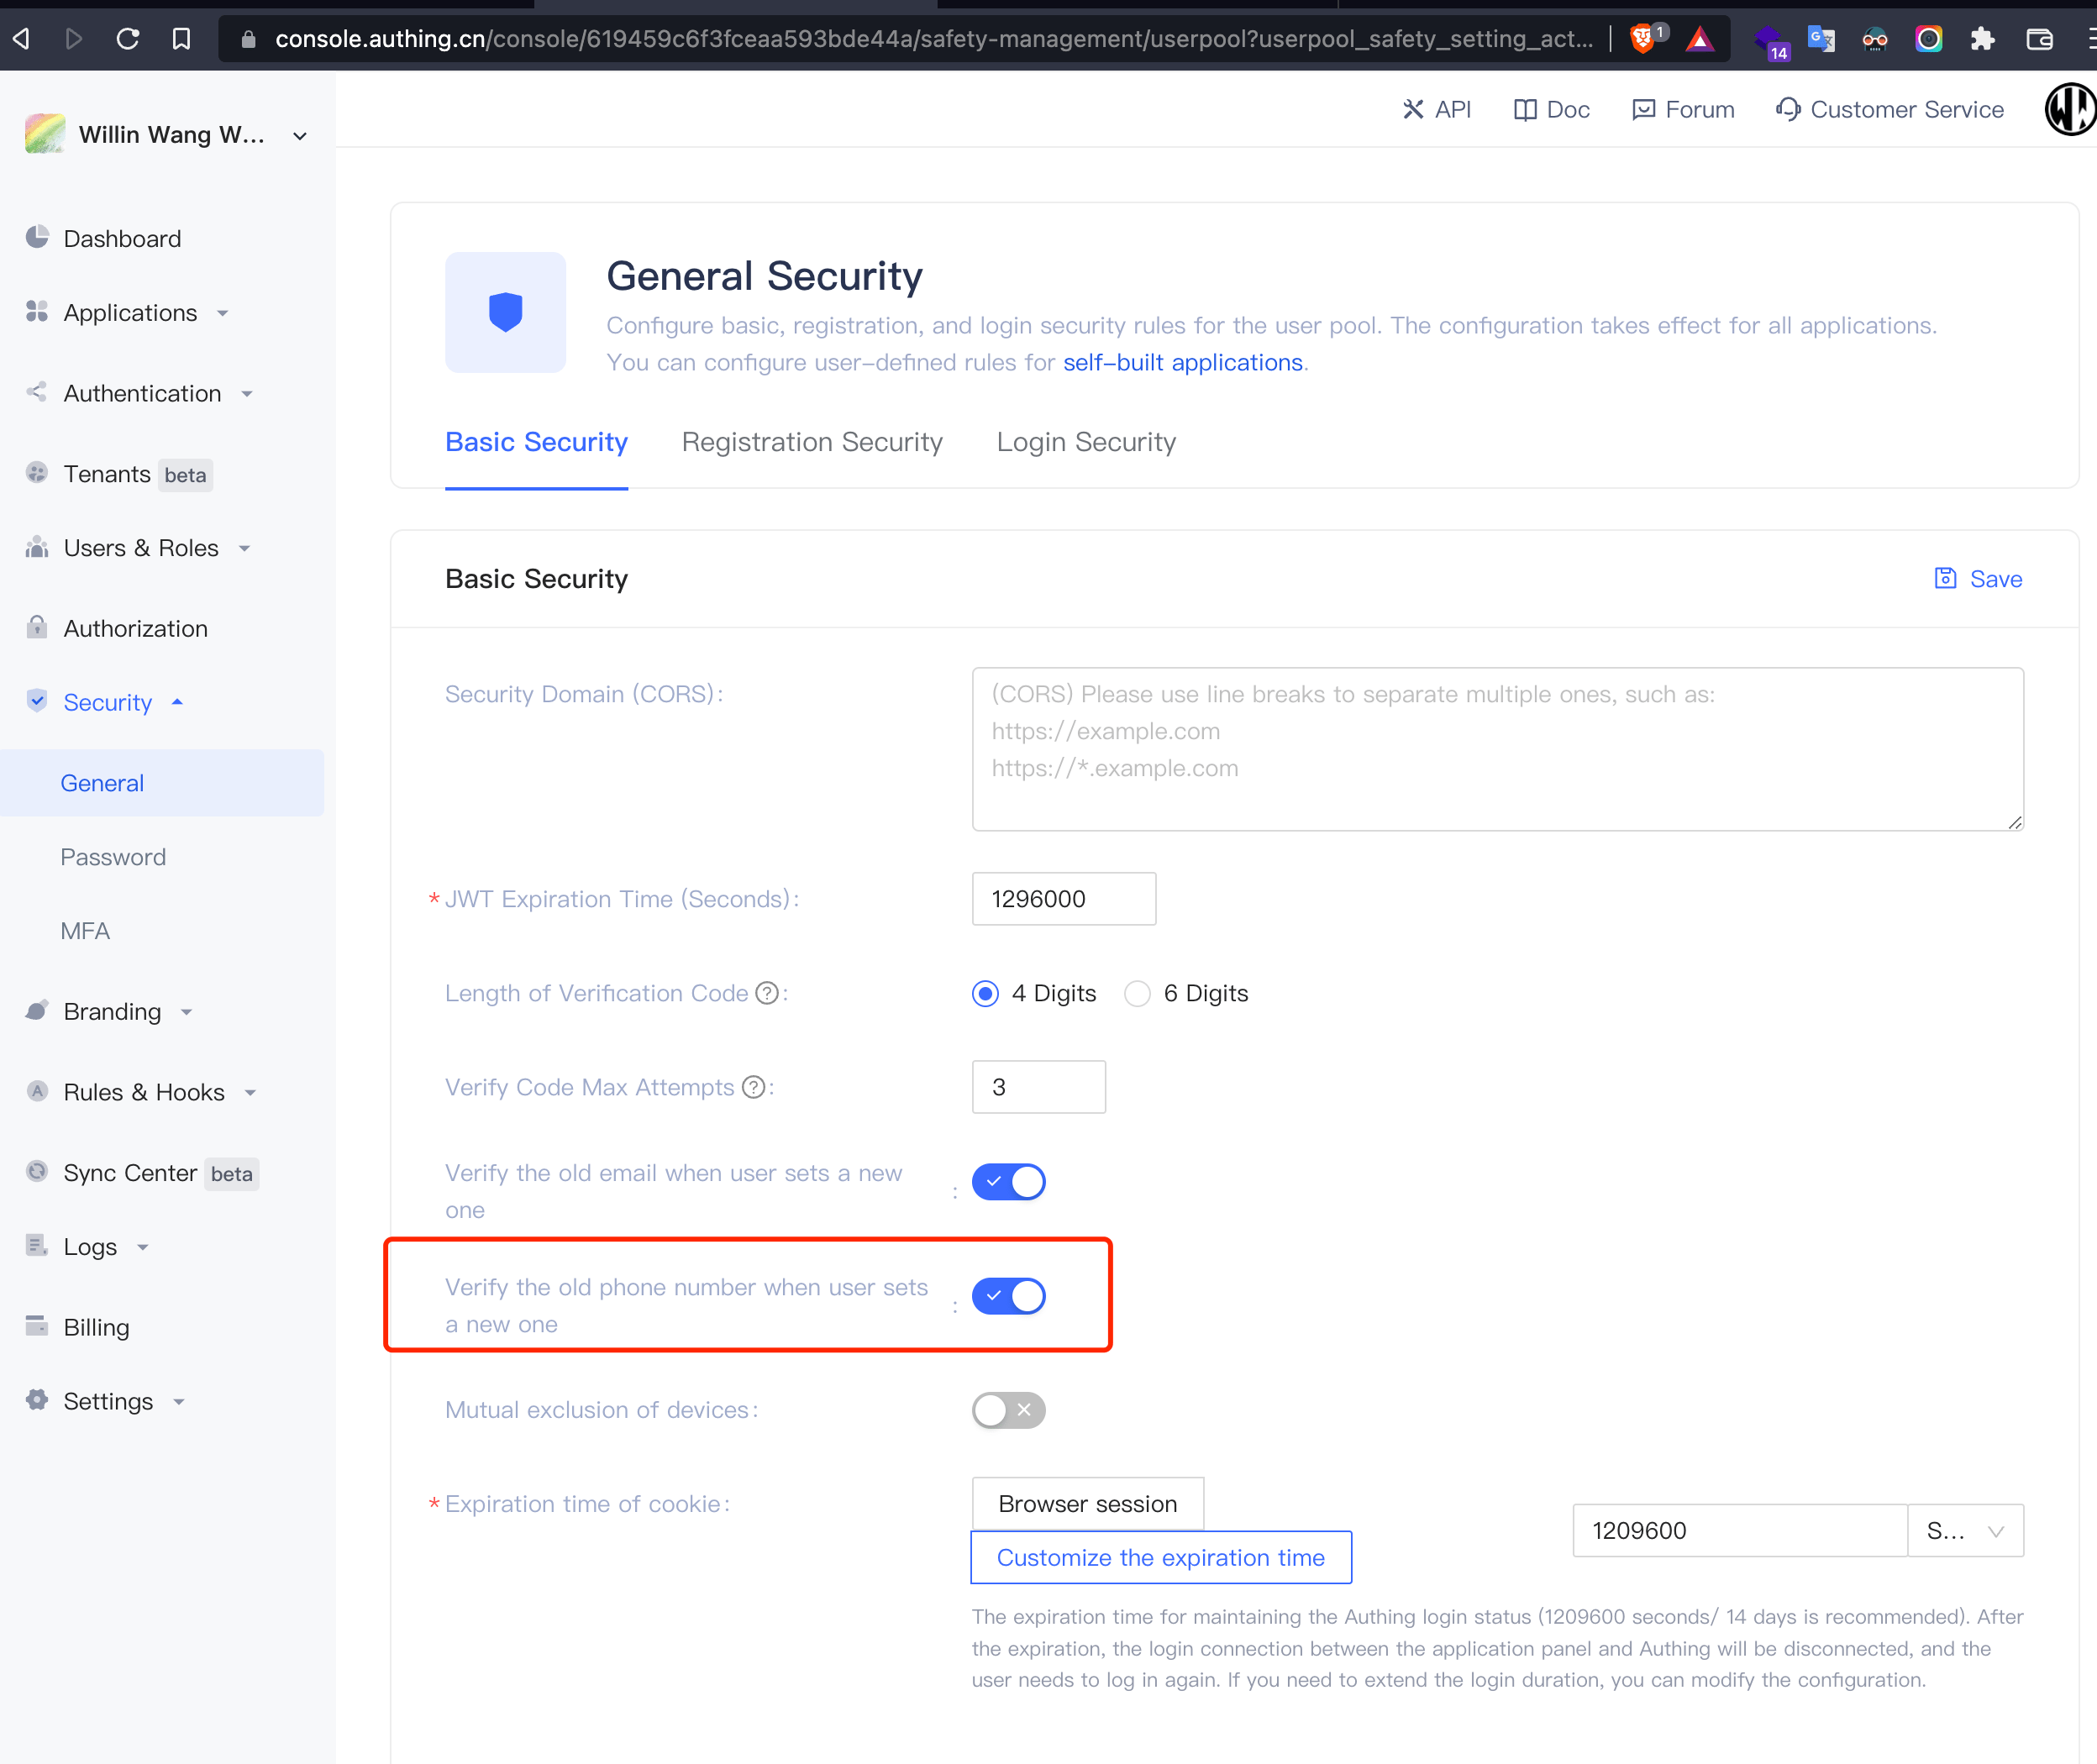 console.authing.cn/console/619459c6f3fceaa593bde44a/safety-management/userpool?userpool_safety_setting_act...
1
14
Willin Wang W...
API
Doc
Forum
Customer Service
Dashboard
Applications
Authentication
Tenants beta
Users & Roles
Authorization
Security
General
Password
MFA
Branding
Rules & Hooks
Sync Center beta
Logs
Billing
Settings
General Security
Configure basic, registration, and login security rules for the user pool. The configuration takes effect for all applications.
You can configure user-defined rules for self-built applications.
Basic Security
Registration Security
Login Security
Basic Security
Save
Security Domain (CORS):
(CORS) Please use line breaks to separate multiple ones, such as:
https://example.com
https://*.example.com
* JWT Expiration Time (Seconds):
1296000
Length of Verification Code ? :
4 Digits
6 Digits
Verify Code Max Attempts ? :
3
Verify the old email when user sets a new
one :
Verify the old phone number when user sets
a new one :
Mutual exclusion of devices:
* Expiration time of cookie:
Browser session
Customize the expiration time
1209600
S...
The expiration time for maintaining the Authing login status (1209600 seconds/ 14 days is recommended). After
the expiration, the login connection between the application panel and Authing will be disconnected, and the
user needs to log in again. If you need to extend the login duration, you can modify the configuration.